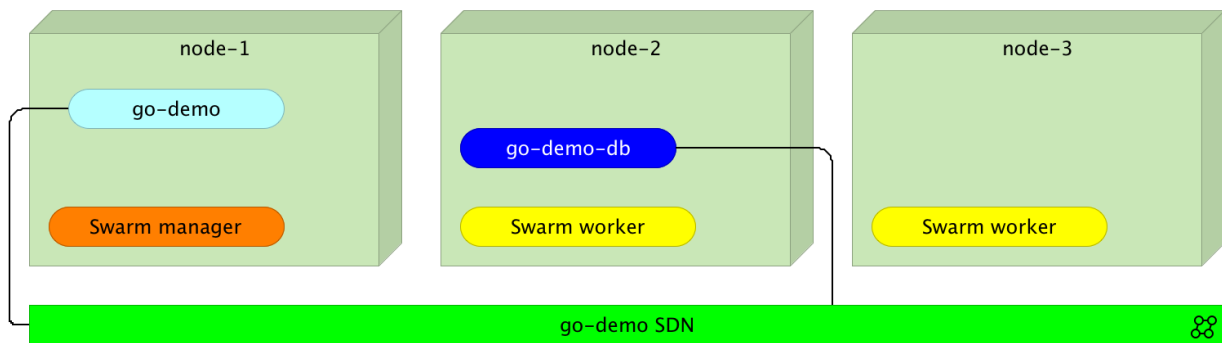 node-1
node-2
node-3
go-demo
go-demo-db
Swarm manager
Swarm worker
Swarm worker
go-demo SDN